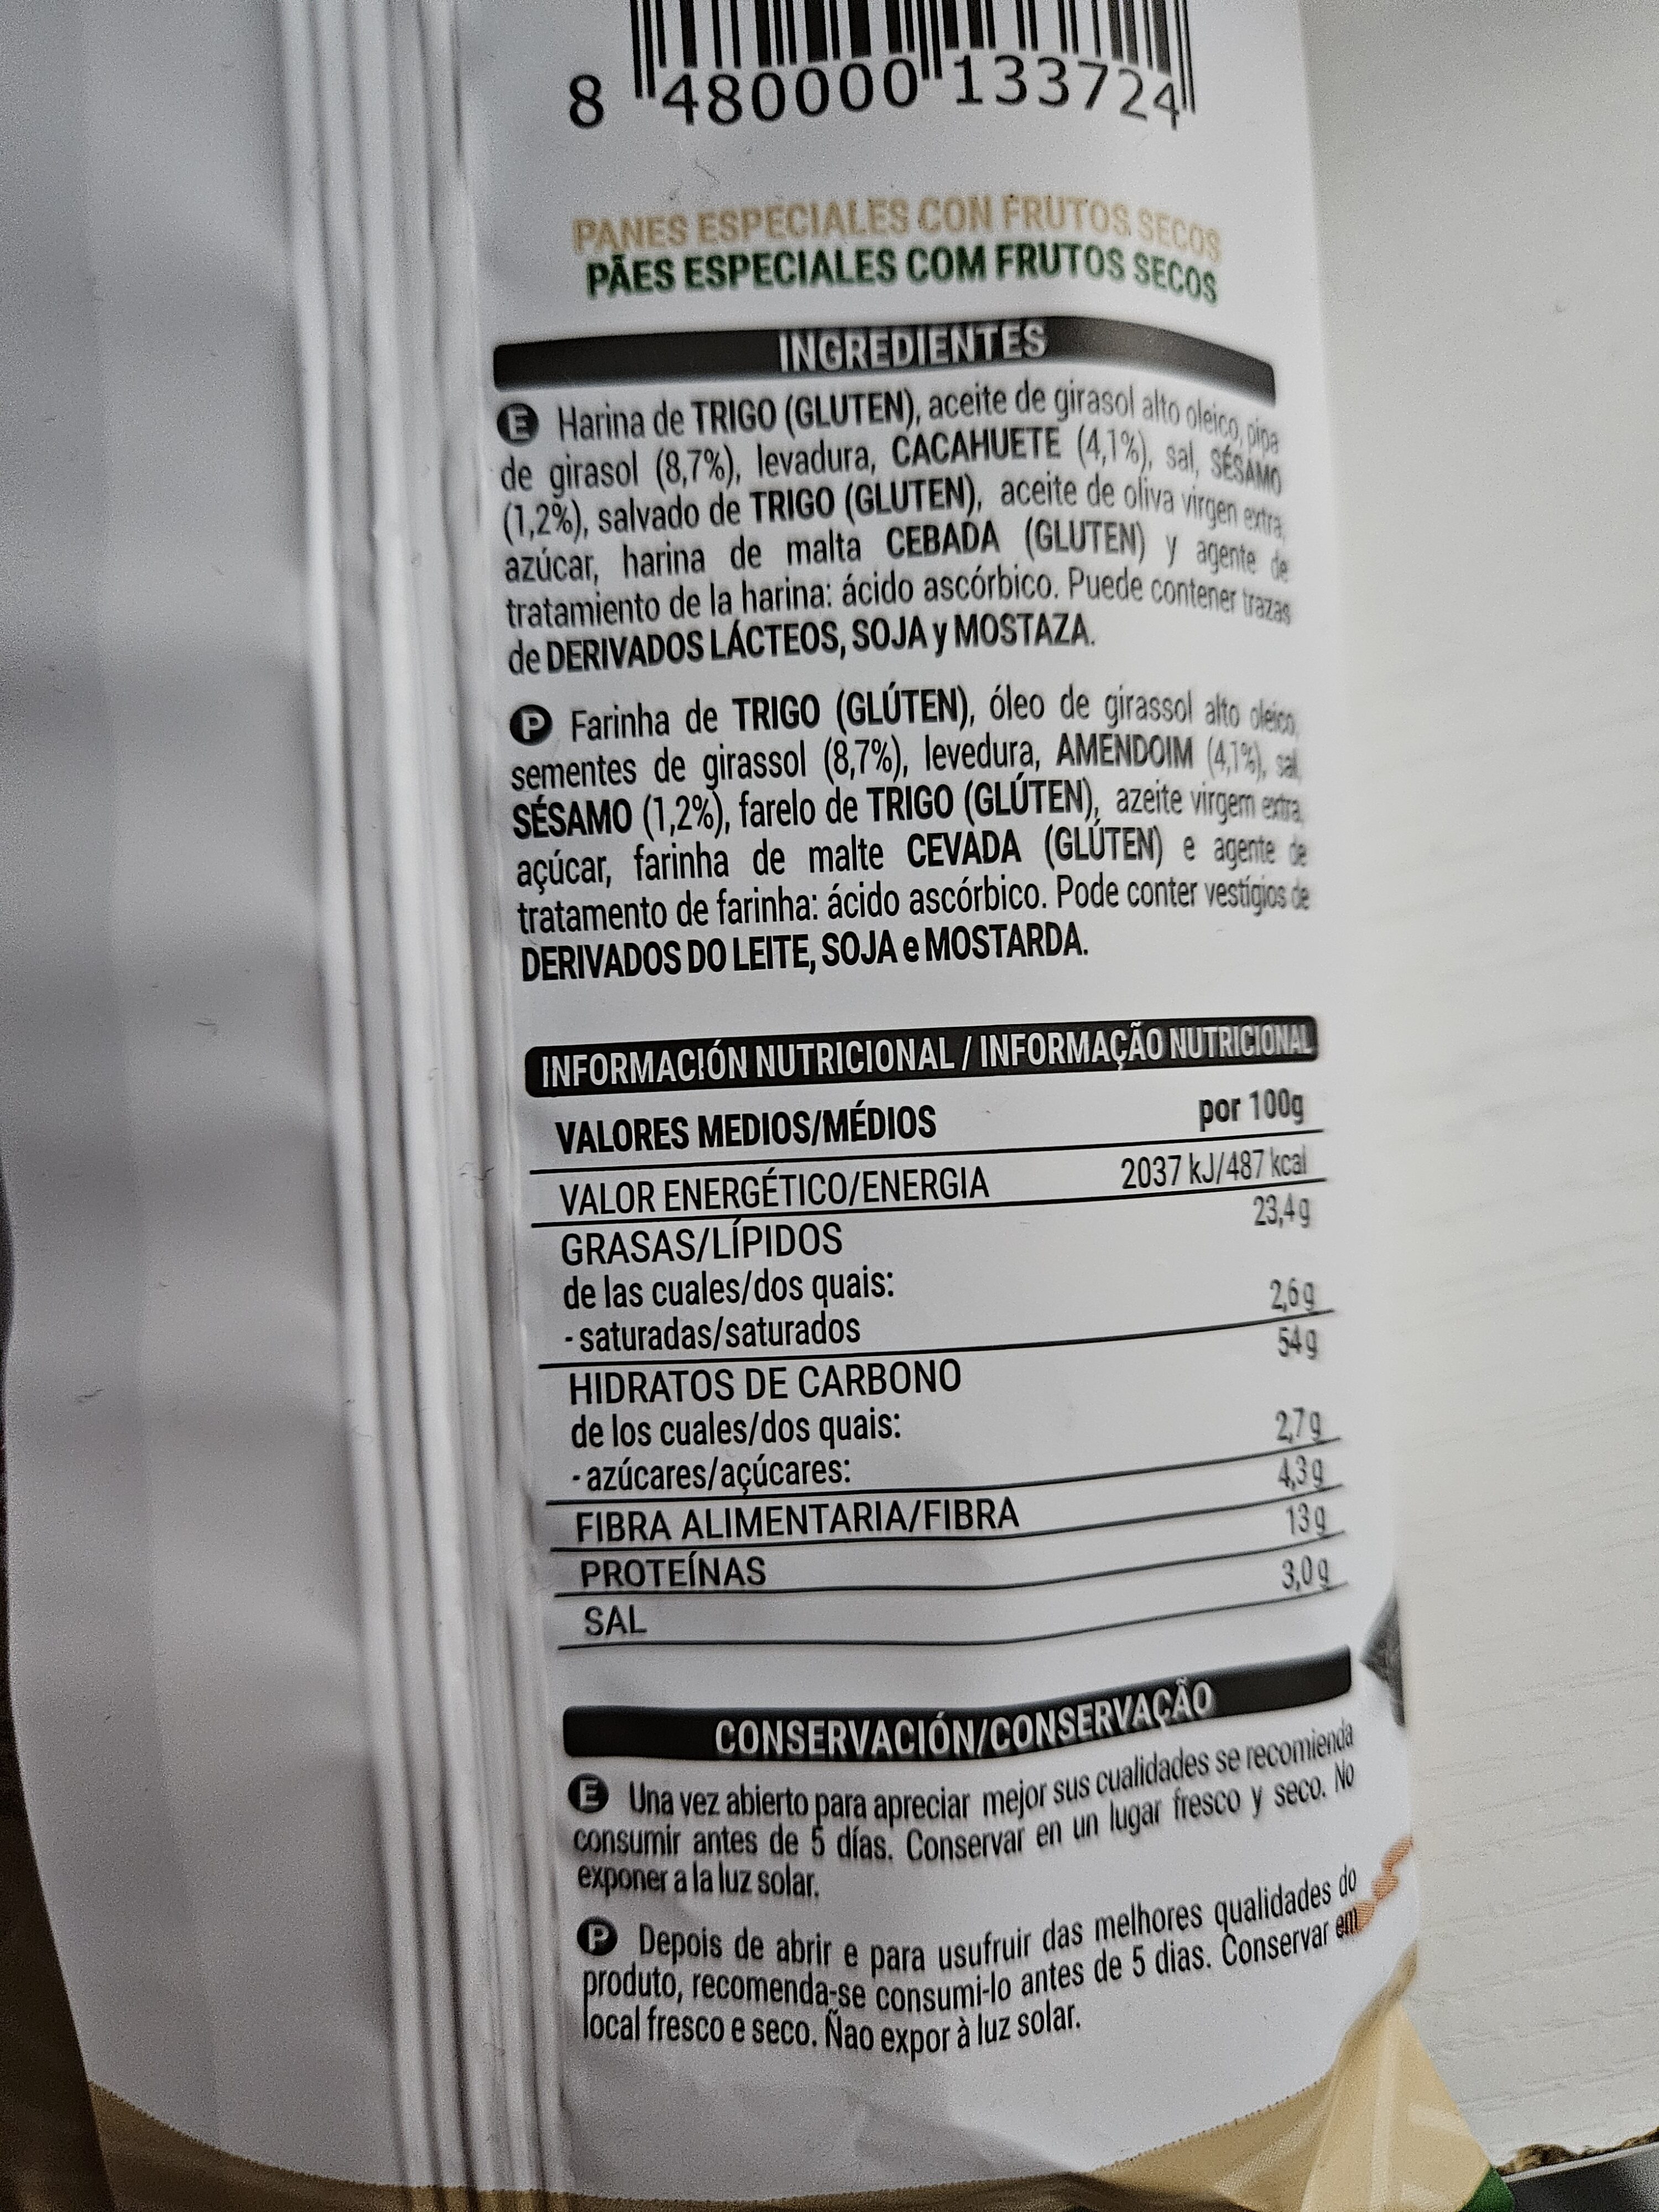 8 480000 133724
PANES ESPECIALES CON FRUTOS SECOS
PÃES ESPECIALES COM FRUTOS SECOS
INGREDIENTES
E Harina de TRIGO (GLUTEN), aceite de girasol alto oleico, pipa
de girasol (8,7%), levadura, CACAHUETE (4,1%), sal, SÉSAMO
(1,2%), salvado de TRIGO (GLUTEN), aceite de oliva virgen extra,
azúcar, harina de malta CEBADA (GLUTEN) y agente de
tratamiento de la harina: ácido ascórbico. Puede contener trazas
de DERIVADOS LÁCTEOS, SOJA y MOSTAZA.
P Farinha de TRIGO (GLÚTEN), óleo de girassol alto oleico,
sementes de girassol (8,7%), levedura, AMENDOIM (4,1%), sal,
SÉSAMO (1,2%), farelo de TRIGO (GLÚTEN), azeite virgem extra,
açúcar, farinha de malte CEVADA (GLÚTEN) e agente de
tratamento de farinha: ácido ascórbico. Pode conter vestígios de
DERIVADOS DO LEITE, SOJA e MOSTARDA.
INFORMACIÓN NUTRICIONAL / INFORMAÇÃO NUTRICIONAL
VALORES MEDIOS/MÉDIOS por 100g
VALOR ENERGÉTICO/ENERGIA 2037 kJ/487 kcal
GRASAS/LÍPIDOS 23,4 g
de las cuales/dos quais:
- saturadas/saturados 2,6 g
HIDRATOS DE CARBONO 54 g
de los cuales/dos quais:
- azúcares/açúcares: 2,7 g
FIBRA ALIMENTARIA/FIBRA 4,3 g
PROTEÍNAS 13 g
SAL 3,0 g
CONSERVACIÓN/CONSERVAÇÃO
E Una vez abierto para apreciar mejor sus cualidades se recomienda
consumir antes de 5 días. Conservar en un lugar fresco y seco. No
exponer a la luz solar.
P Depois de abrir e para usufruir das melhores qualidades do
produto, recomenda-se consumi-lo antes de 5 dias. Conservar em
local fresco e seco. Ñao expor à luz solar.